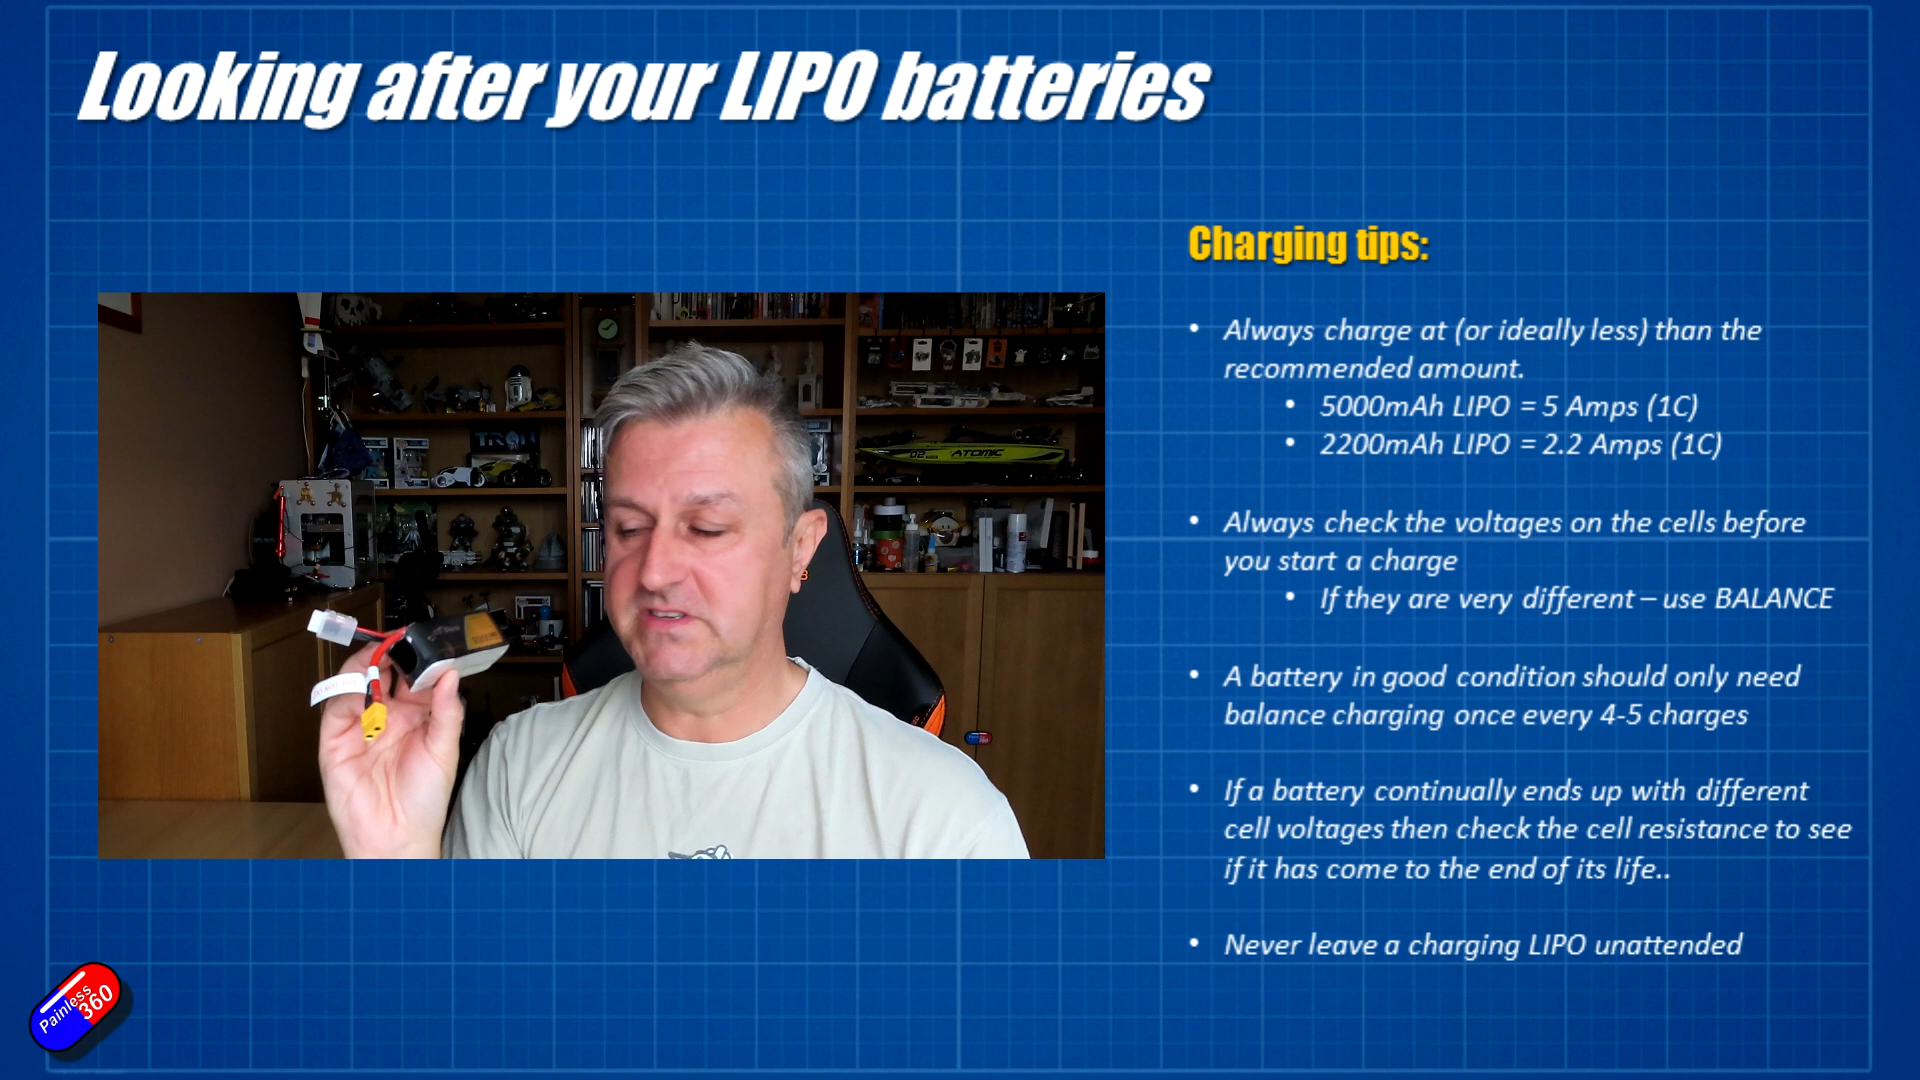 Looking after your LIPO batteries
Charging tips:
• Always charge at (or ideally less) than the
recommended amount.
• 5000mAh LIPO = 5 Amps (1C)
• 2200mAh LIPO = 2.2 Amps (1C)
• Always check the voltages on the cells before
you start a charge
• If they are very different – use BALANCE
• A battery in good condition should only need
balance charging once every 4-5 charges
• If a battery continually ends up with different
cell voltages then check the cell resistance to see
if it has come to the end of its life..
• Never leave a charging LIPO unattended
TRON
02 ATOMIC
Painless
360